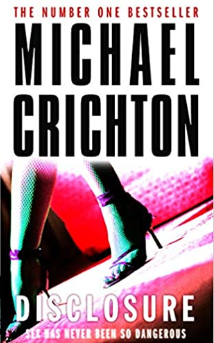 THE NUMBER ONE BESTSELLER
MICHAEL
CRICHTON
DISCLOSURE
SEX HAS NEVER BEEN SO DANGEROUS